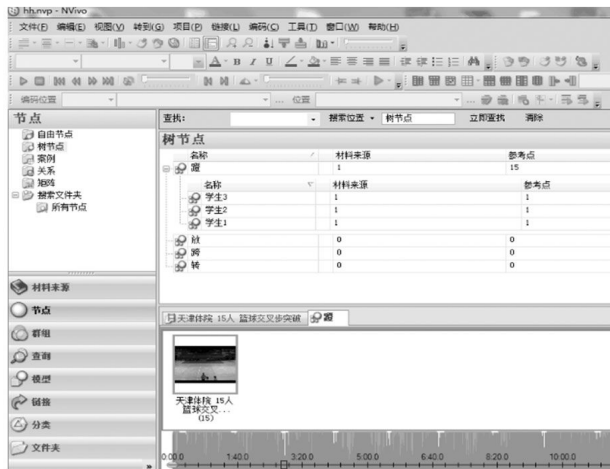 hh.nvp - NVivo
文件(F) 编辑(E) 视图(V) 转到(G) 项目(P) 链接(L) 编码(C) 工具(T) 窗口(W) 帮助(H)
编码位置 位置
节点
自由节点
树节点
案例
关系
矩阵
搜索文件夹
所有节点
材料来源
节点
群组
查询
模型
链接
分类
文件夹
查找: 搜索位置 树节点 立即查找 清除
树节点
名称 材料来源 参考点
1 15
名称 材料来源 参考点
学生3 1 1
学生2 1 1
学生1 1 1
放 0 0
跨 0 0
转 0 0
天津体院 15人 篮球交叉步突破
天津体院 15人
篮球交叉...
(15)
0:00.0 1:40.0 3:20.0 5:00.0 6:40.0 8:20.0 10:00.0